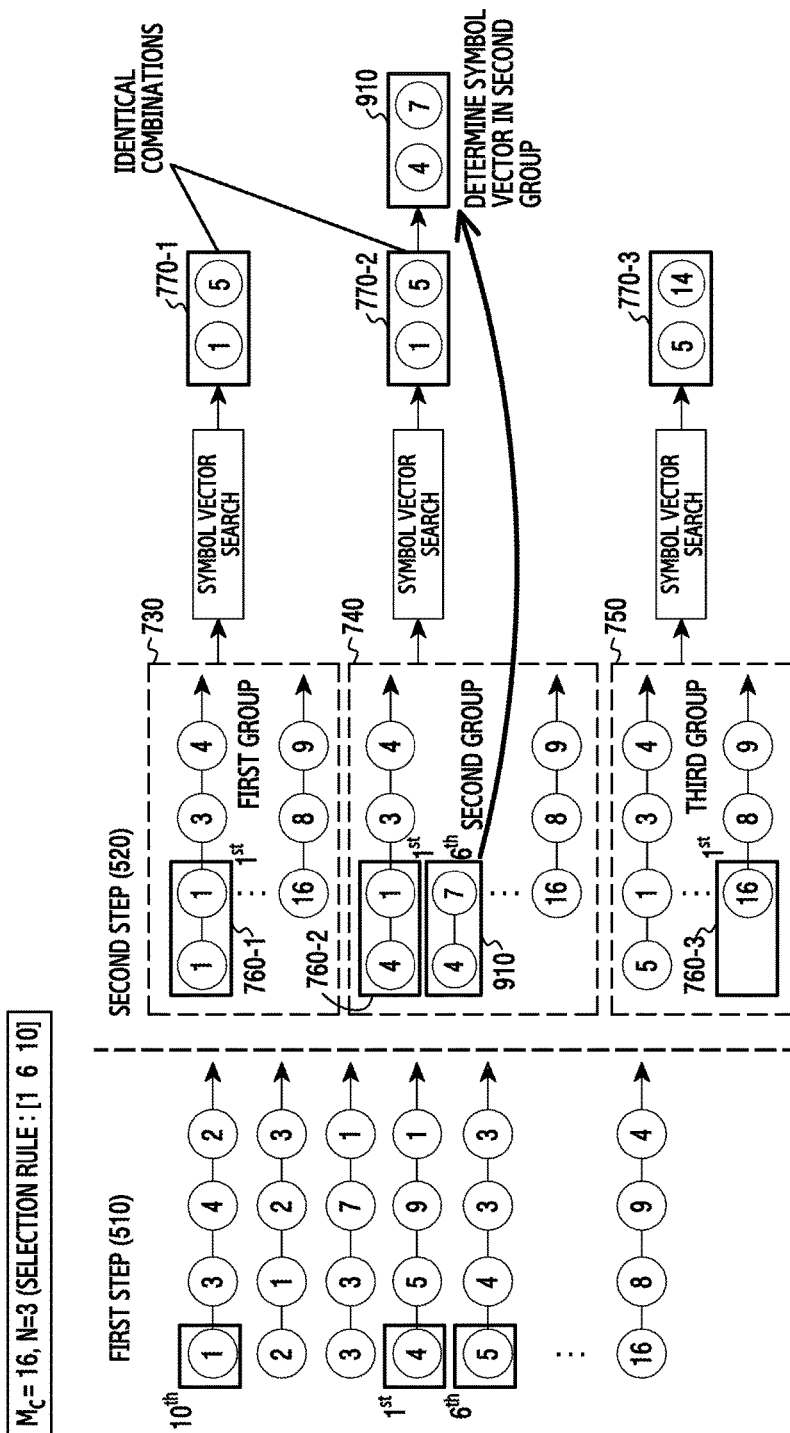 M_C = 16, N=3 (SELECTION RULE : [1 6 10]
FIRST STEP (510)
10th
1 3 4 2
2 1 2 3
3 3 7 1
1st
4 5 9 1
6th
5 4 3 3
...
16 8 9 4
SECOND STEP (520)
730
1 1 3 4
760-1
1st
...
FIRST GROUP
16 8 9
SYMBOL VECTOR
SEARCH
770-1
1 5
IDENTICAL
COMBINATIONS
740
4 1 3 4
760-2
1st
SECOND GROUP
6th
4 7
910
...
16 8 9
SYMBOL VECTOR
SEARCH
770-2
1 5
910
4 7
DETERMINE SYMBOL
VECTOR IN SECOND
GROUP
750
5 1 3 4
...
1st
THIRD GROUP
760-3
16 8 9
SYMBOL VECTOR
SEARCH
770-3
5 14